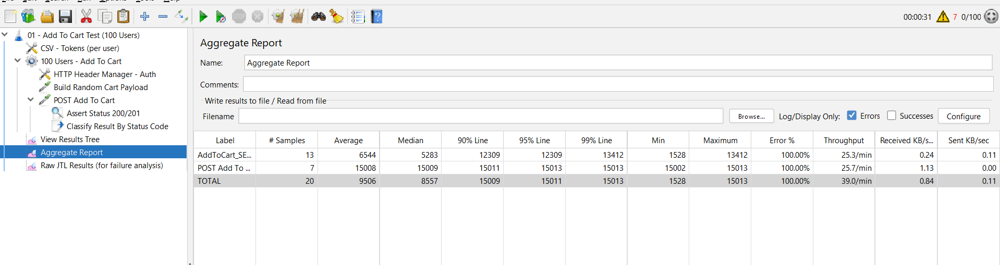 00:00:31 7 0/100
01 - Add To Cart Test (100 Users)
CSV - Tokens (per user)
100 Users - Add To Cart
HTTP Header Manager - Auth
Build Random Cart Payload
POST Add To Cart
Assert Status 200/201
Classify Result By Status Code
View Results Tree
Aggregate Report
Raw JTL Results (for failure analysis)
Aggregate Report
Name: Aggregate Report
Comments:
Write results to file / Read from file
Filename Browse... Log/Display Only: Errors Successes Configure
Label # Samples Average Median 90% Line 95% Line 99% Line Min Maximum Error % Throughput Received KB/s... Sent KB/sec
AddToCart_SE... 13 6544 5283 12309 12309 13412 1528 13412 100.00% 25.3/min 0.24 0.11
POST Add To ... 7 15008 15009 15011 15013 15013 15002 15013 100.00% 25.7/min 1.13 0.00
TOTAL 20 9506 8557 15009 15011 15013 1528 15013 100.00% 39.0/min 0.84 0.11